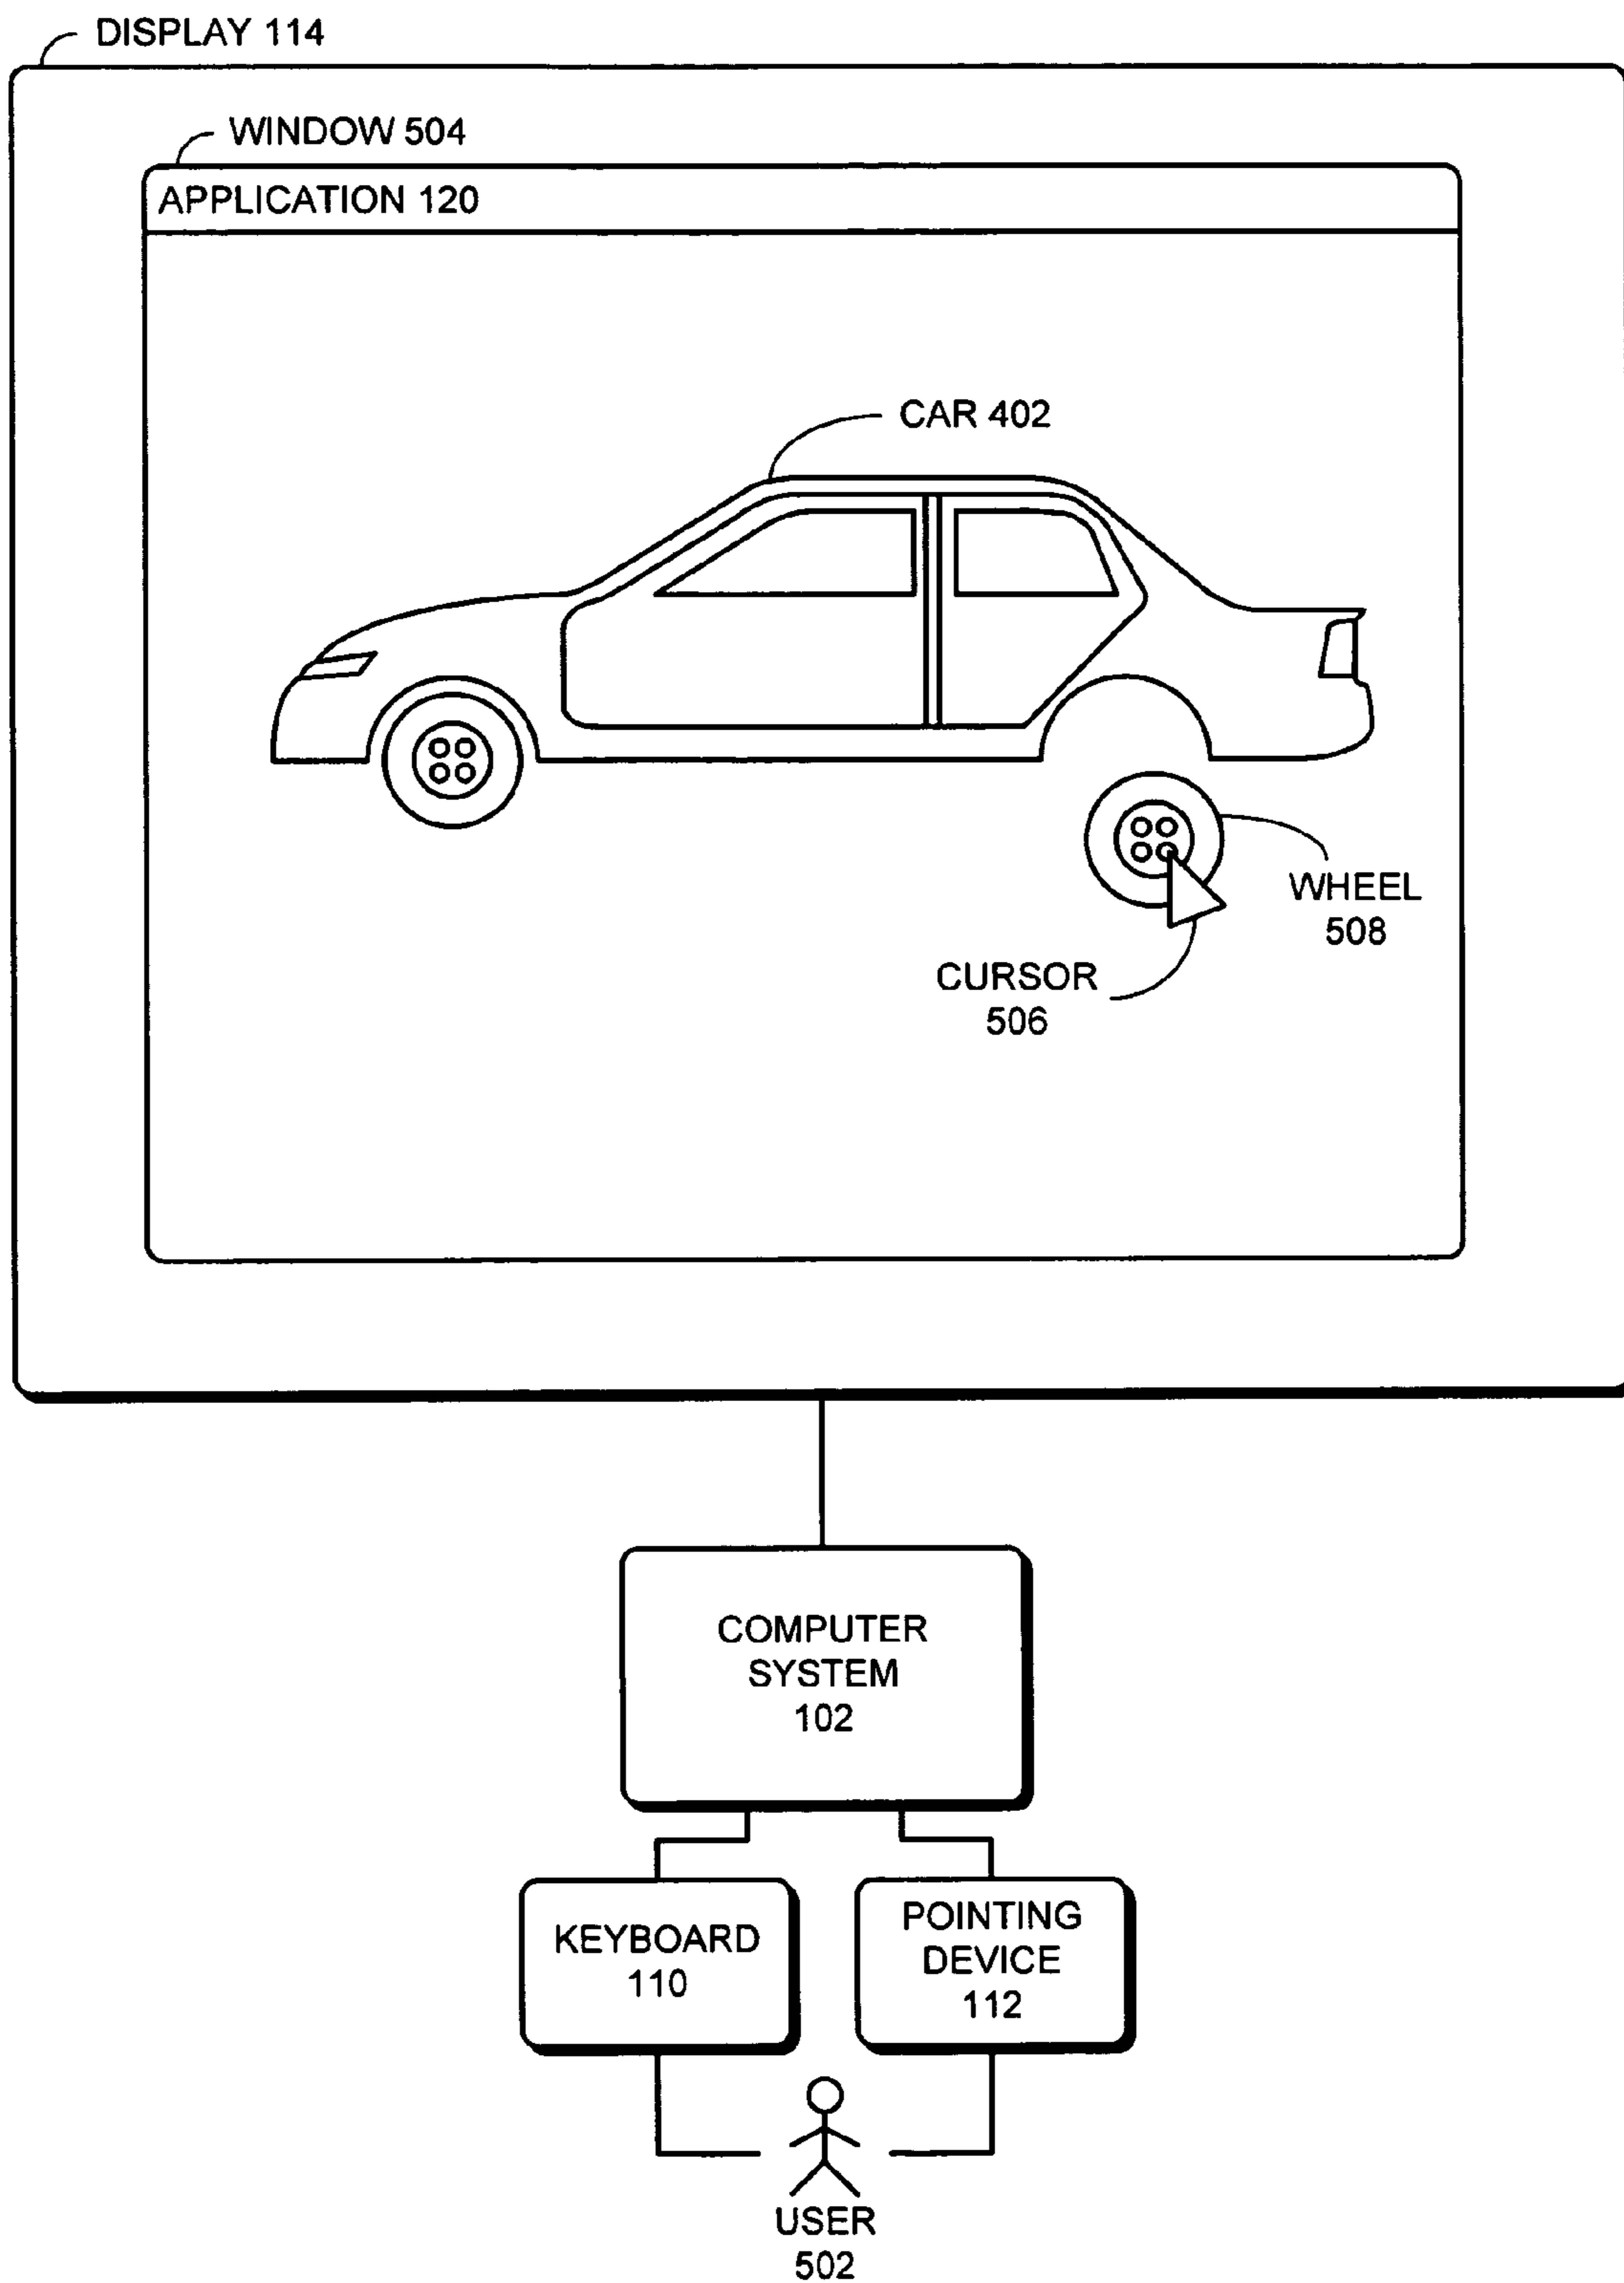 DISPLAY 114
WINDOW 504
APPLICATION 120
CAR 402
WHEEL
508
CURSOR
506
COMPUTER
SYSTEM
102
KEYBOARD
110
POINTING
DEVICE
112
USER
502